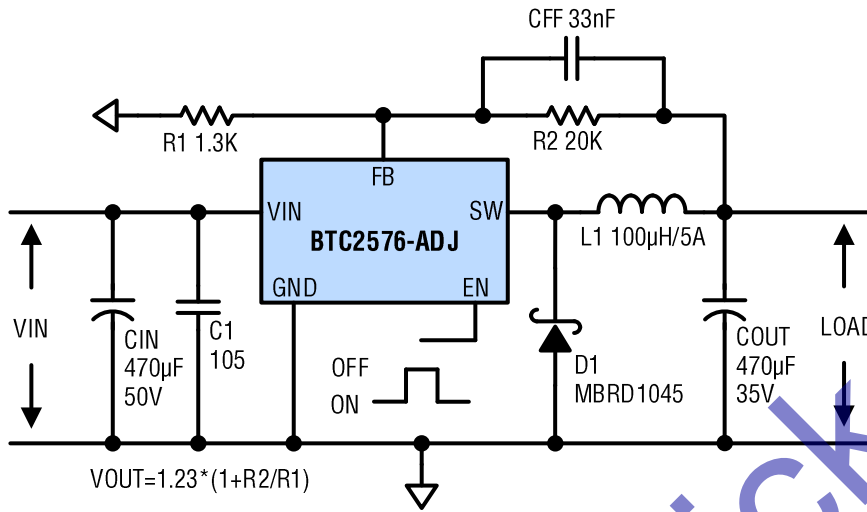 CFF 33nF
R1 1.3K
R2 20K
FB
VIN
SW
BTC2576-ADJ
L1 100µH/5A
GND
EN
VIN
CIN
470µF
50V
C1
105
OFF
ON
D1
MBRD1045
COUT
470µF
35V
LOAD
VOUT=1.23*(1+R2/R1)
ick